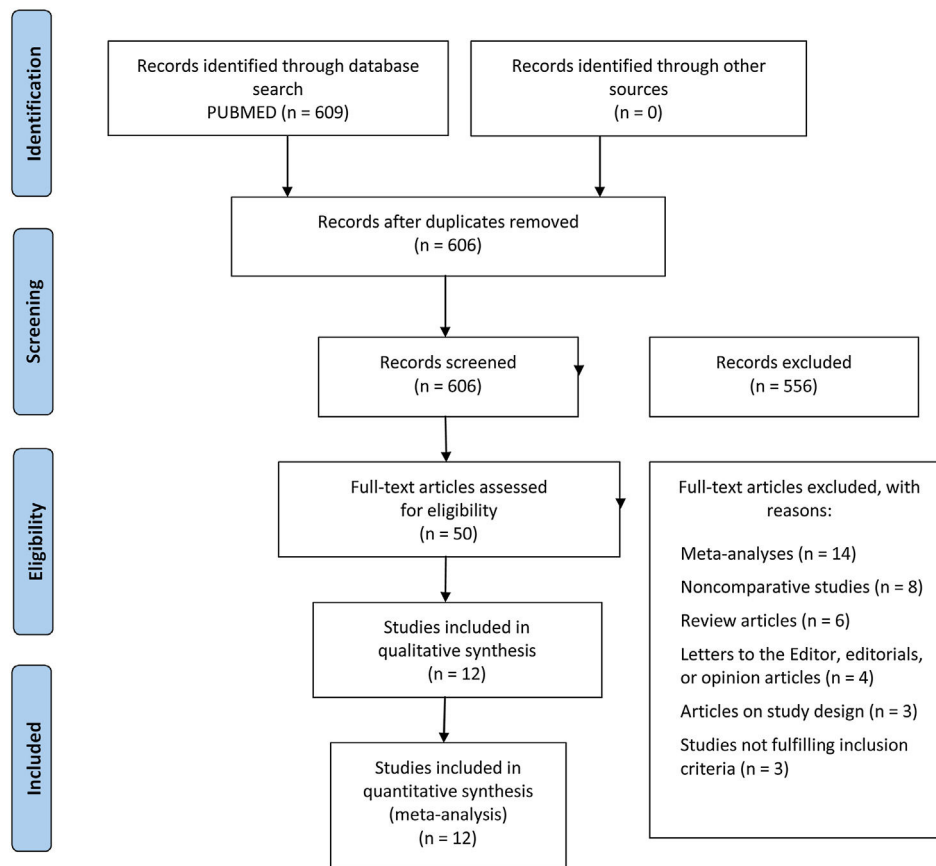 Identification
Records identified through database
search
PUBMED (n = 609)
Records identified through other
sources
(n = 0)
Records after duplicates removed
(n = 606)
Screening
Records screened
(n = 606)
Records excluded
(n = 556)
Eligibility
Full-text articles assessed
for eligibility
(n = 50)
Full-text articles excluded, with
reasons:
Meta-analyses (n = 14)
Noncomparative studies (n = 8)
Review articles (n = 6)
Letters to the Editor, editorials,
or opinion articles (n = 4)
Articles on study design (n = 3)
Studies not fulfilling inclusion
criteria (n = 3)
Studies included in
qualitative synthesis
(n = 12)
Included
Studies included in
quantitative synthesis
(meta-analysis)
(n = 12)